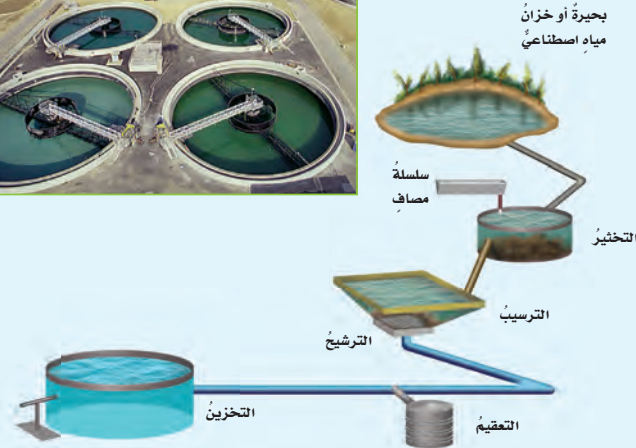 بحيرةٌ أو خزانُ
مياهٍ اصطناعيٌّ
سلسلةُ
مصافٍ
التخثيرُ
الترسيبُ
الترشيحُ
التخزينُ
التعقيمُ